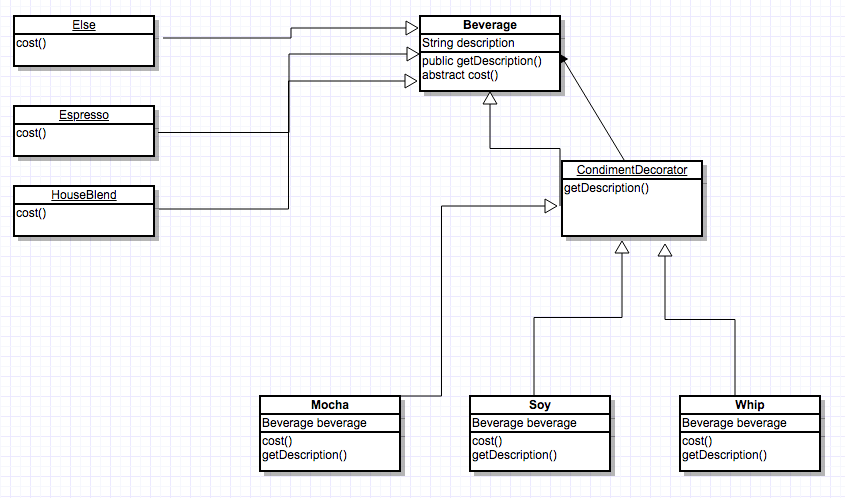 Else
cost()
Beverage
String description
public getDescription()
abstract cost()
Espresso
cost()
HouseBlend
cost()
CondimentDecorator
getDescription()
Mocha
Beverage beverage
cost()
getDescription()
Soy
Beverage beverage
cost()
getDescription()
Whip
Beverage beverage
cost()
getDescription()